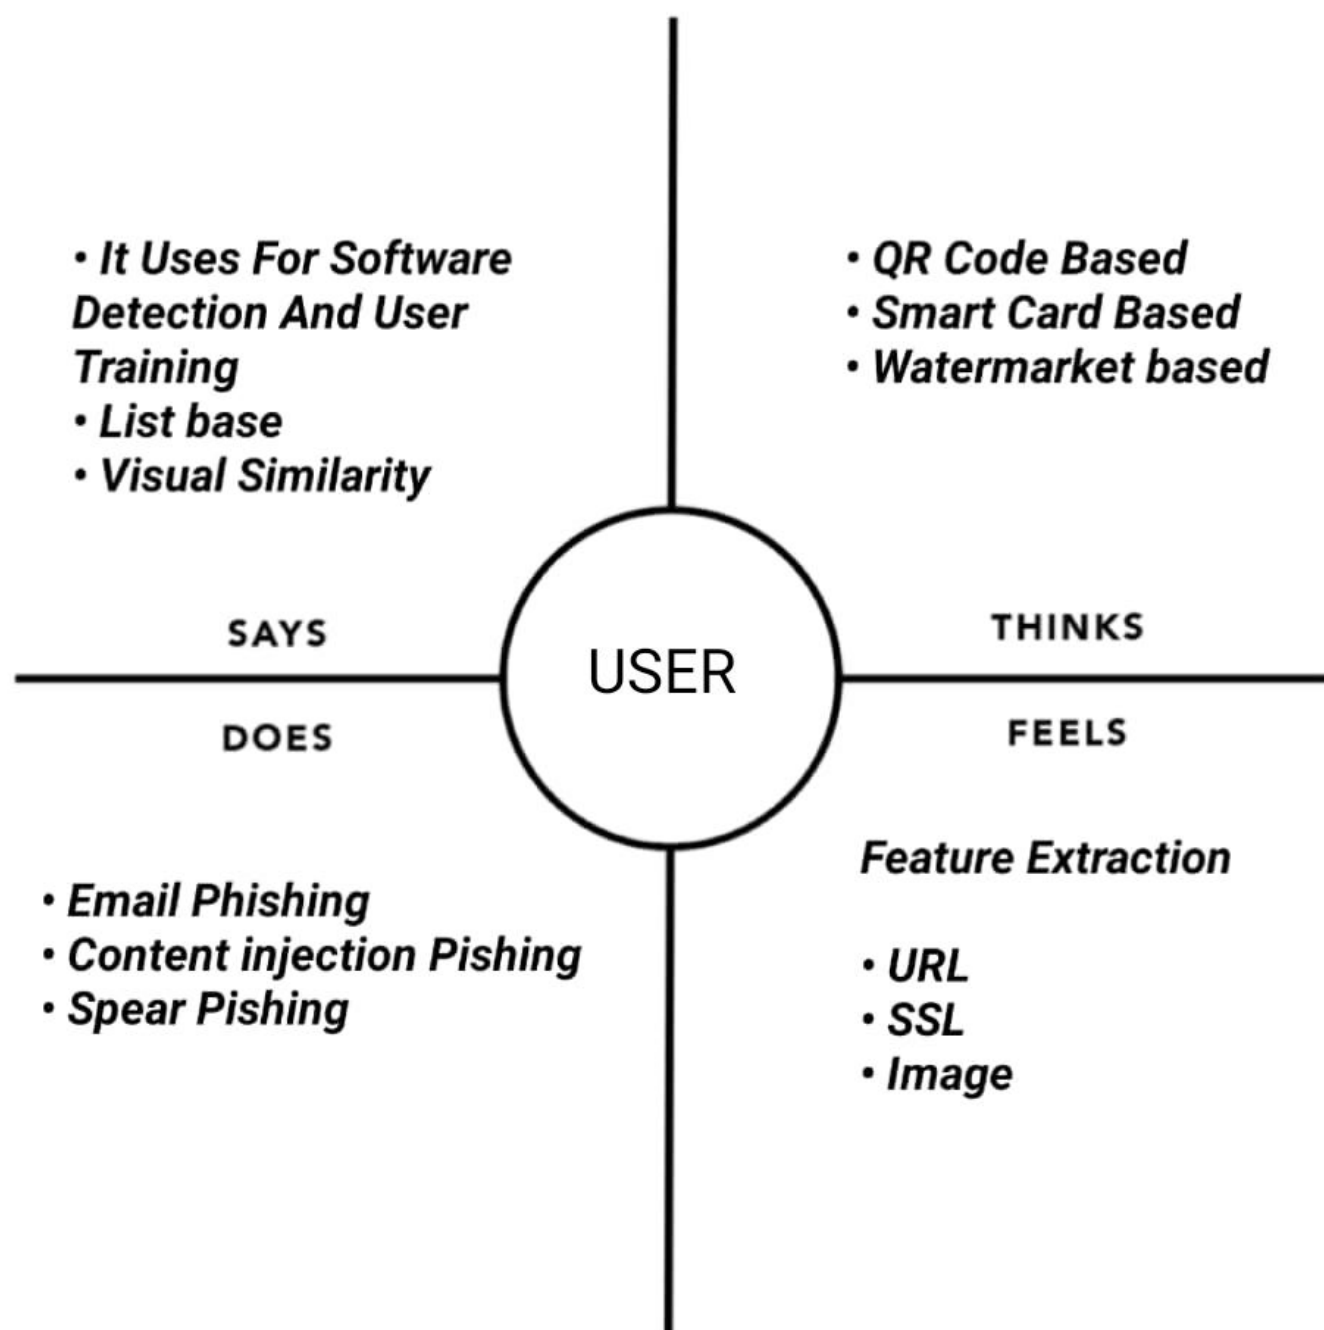 • It Uses For Software
Detection And User
Training
• List base
• Visual Similarity
SAYS
• QR Code Based
• Smart Card Based
• Watermarket based
THINKS
USER
DOES
• Email Phishing
• Content injection Pishing
• Spear Pishing
FEELS
Feature Extraction
• URL
• SSL
• Image